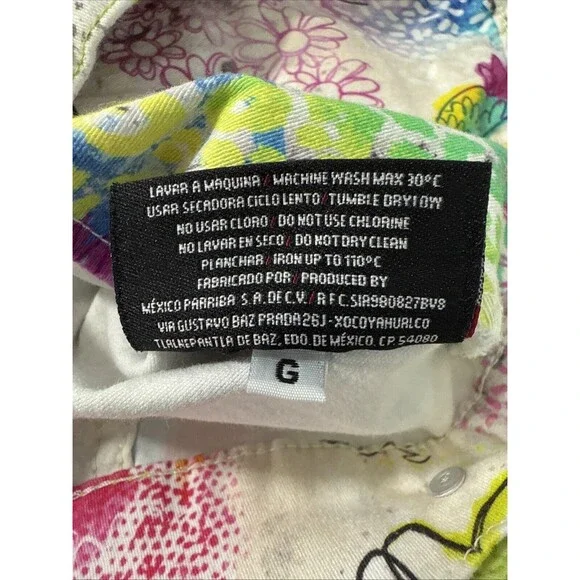 LAVAR A MAQUINA / MACHINE WASH MAX 30°C
USAR SECADORA CICLO LENTO / TUMBLE DRY LOW
NO USAR CLORO / DO NOT USE CHLORINE
NO LAVAR EN SECO / DO NOT DRY CLEAN
PLANCHAR / IRON UP TO 110°C
FABRICADO POR / PRODUCED BY
MÉXICO PARRIBA S.A. DE C.V. / R F C. SIA980827BV8
VIA GUSTAVO BAZ PRADA 26J -XOCOYAHUALCO
TLALNEPANTLA DE BAZ, EDO. DE MÉXICO, CP. 54080
G